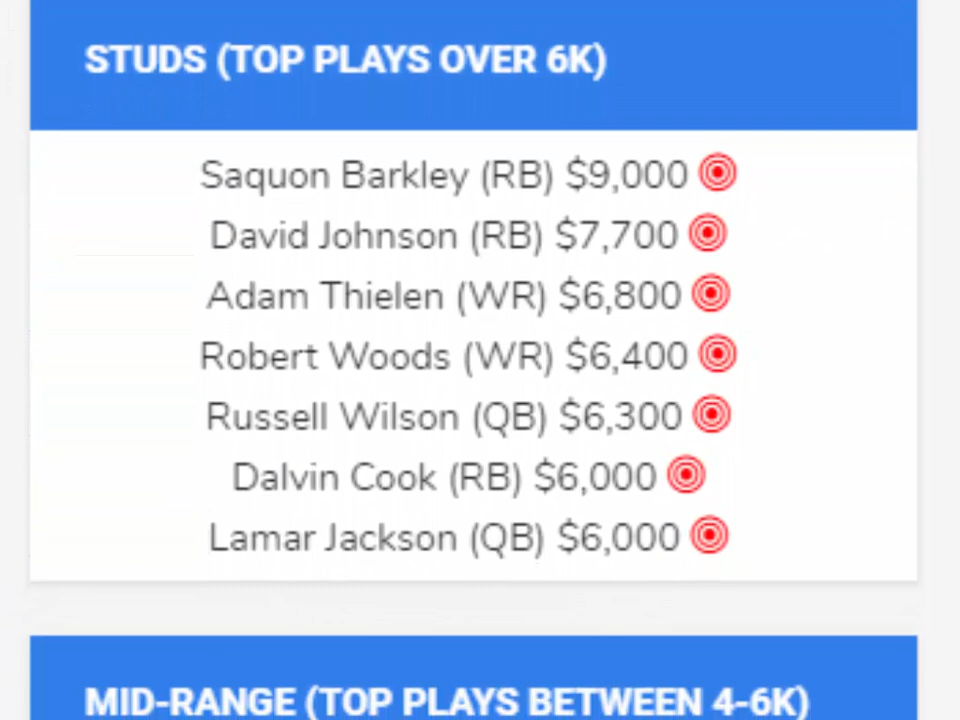 STUDS (TOP PLAYS OVER 6K)
Saquon Barkley (RB) $9,000
David Johnson (RB) $7,700
Adam Thielen (WR) $6,800
Robert Woods (WR) $6,400
Russell Wilson (QB) $6,300
Dalvin Cook (RB) $6,000
Lamar Jackson (QB) $6,000
MID-RANGE (TOP PLAYS BETWEEN 4-6K)